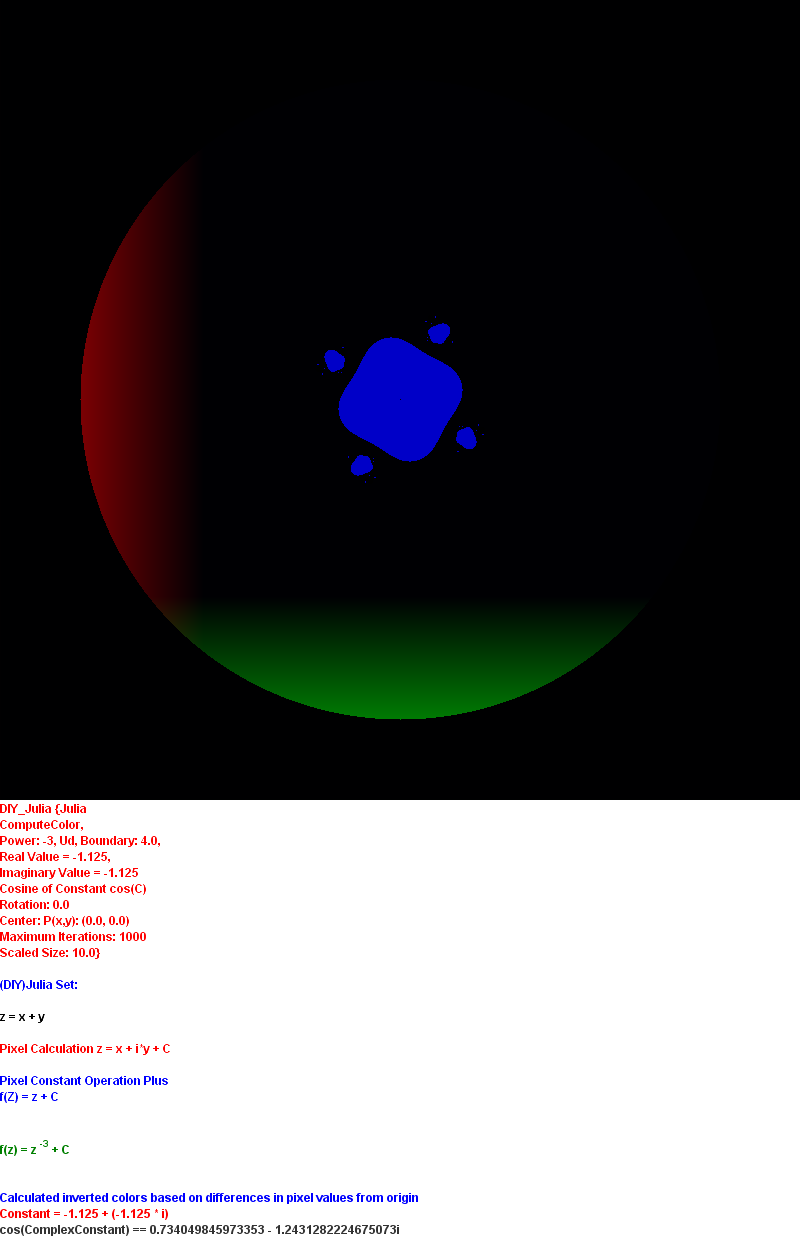 DIY_Julia {Julia
ComputeColor,
Power: -3, Ud, Boundary: 4.0,
Real Value = -1.125,
Imaginary Value = -1.125
Cosine of Constant cos(C)
Rotation: 0.0
Center: P(x,y): (0.0, 0.0)
Maximum Iterations: 1000
Scaled Size: 10.0}
(DIY)Julia Set:
z = x + y
Pixel Calculation z = x + i*y + C
Pixel Constant Operation Plus
f(Z) = z + C
f(z) = z -3 + C
Calculated inverted colors based on differences in pixel values from origin
Constant = -1.125 + (-1.125 * i)
cos(ComplexConstant) == 0.734049845973353 - 1.2431282224675073i